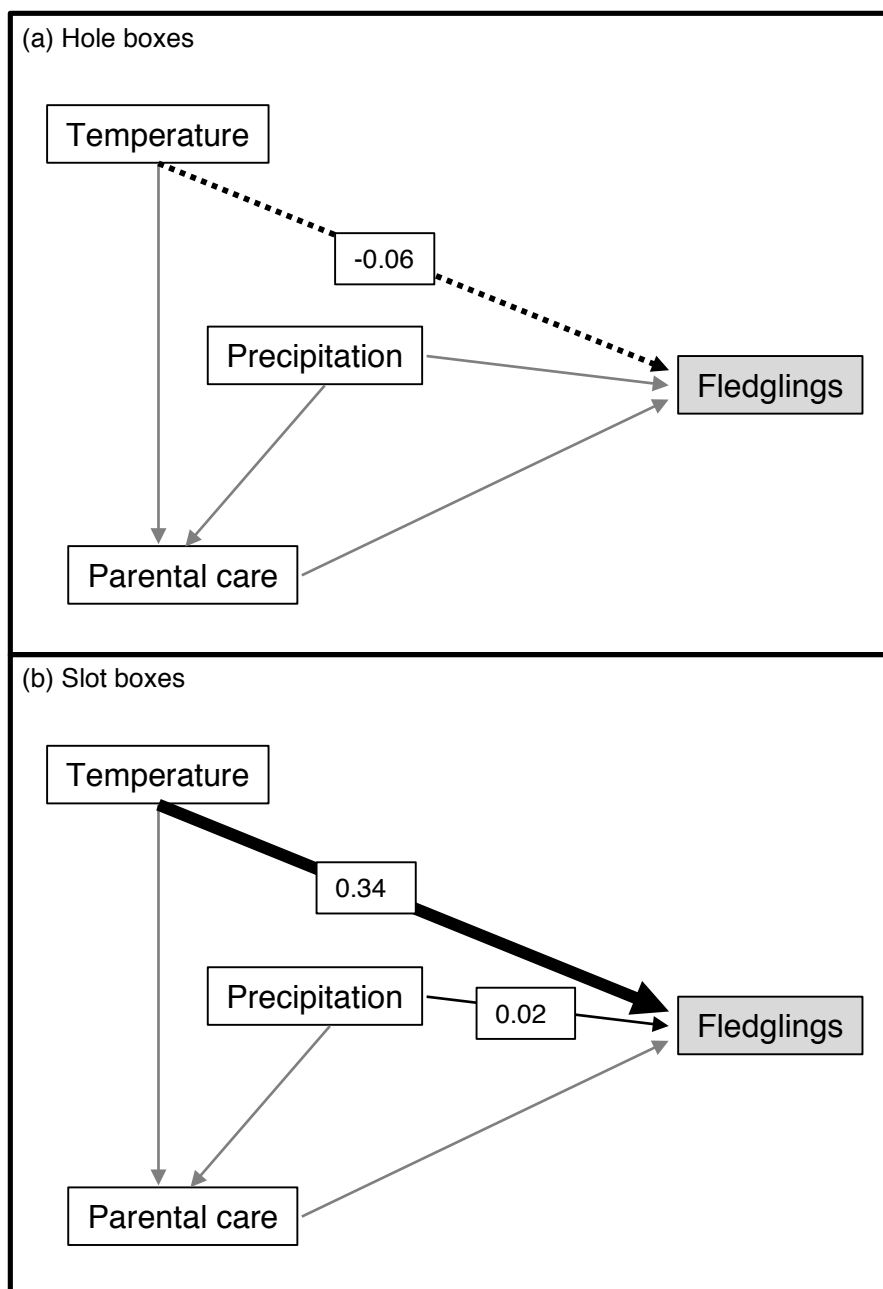 (a) Hole boxes
Temperature
-0.06
Precipitation
Fledglings
Parental care
(b) Slot boxes
Temperature
0.34
Precipitation
0.02
Fledglings
Parental care